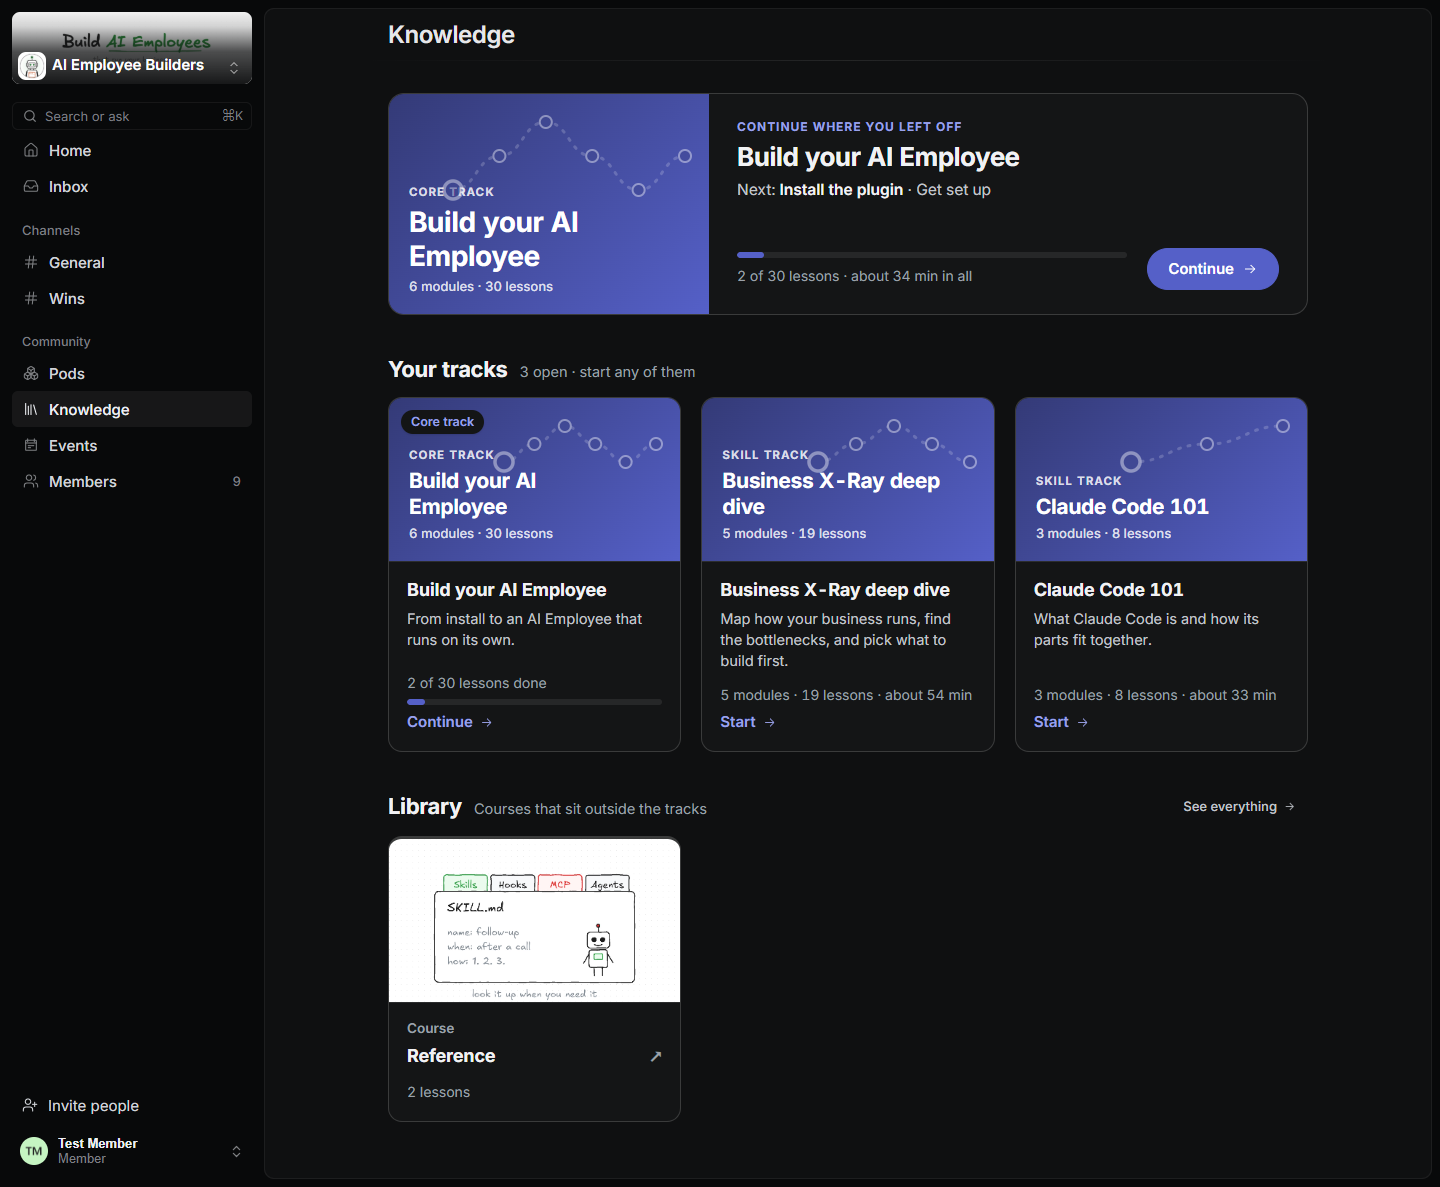 Build AI Employees
AI Employee Builders
Search or ask ⌘K
Home
Inbox
Channels
General
Wins
Community
Pods
Knowledge
Events
Members 9
Invite people
TM
Test Member
Member
Knowledge
CORE TRACK
Build your AI
Employee
6 modules · 30 lessons
CONTINUE WHERE YOU LEFT OFF
Build your AI Employee
Next: Install the plugin · Get set up
2 of 30 lessons · about 34 min in all
Continue →
Your tracks 3 open · start any of them
Core track
CORE TRACK
Build your AI
Employee
6 modules · 30 lessons
Build your AI Employee
From install to an AI Employee that
runs on its own.
2 of 30 lessons done
Continue →
SKILL TRACK
Business X-Ray deep
dive
5 modules · 19 lessons
Business X-Ray deep dive
Map how your business runs, find
the bottlenecks, and pick what to
build first.
5 modules · 19 lessons · about 54 min
Start →
SKILL TRACK
Claude Code 101
3 modules · 8 lessons
Claude Code 101
What Claude Code is and how its
parts fit together.
3 modules · 8 lessons · about 33 min
Start →
Library Courses that sit outside the tracks
See everything →
Skills Hooks MCP Agents
SKILL.md
name: follow-up
when: after a call
how: 1. 2. 3.
look it up when you need it
Course
Reference ↗
2 lessons